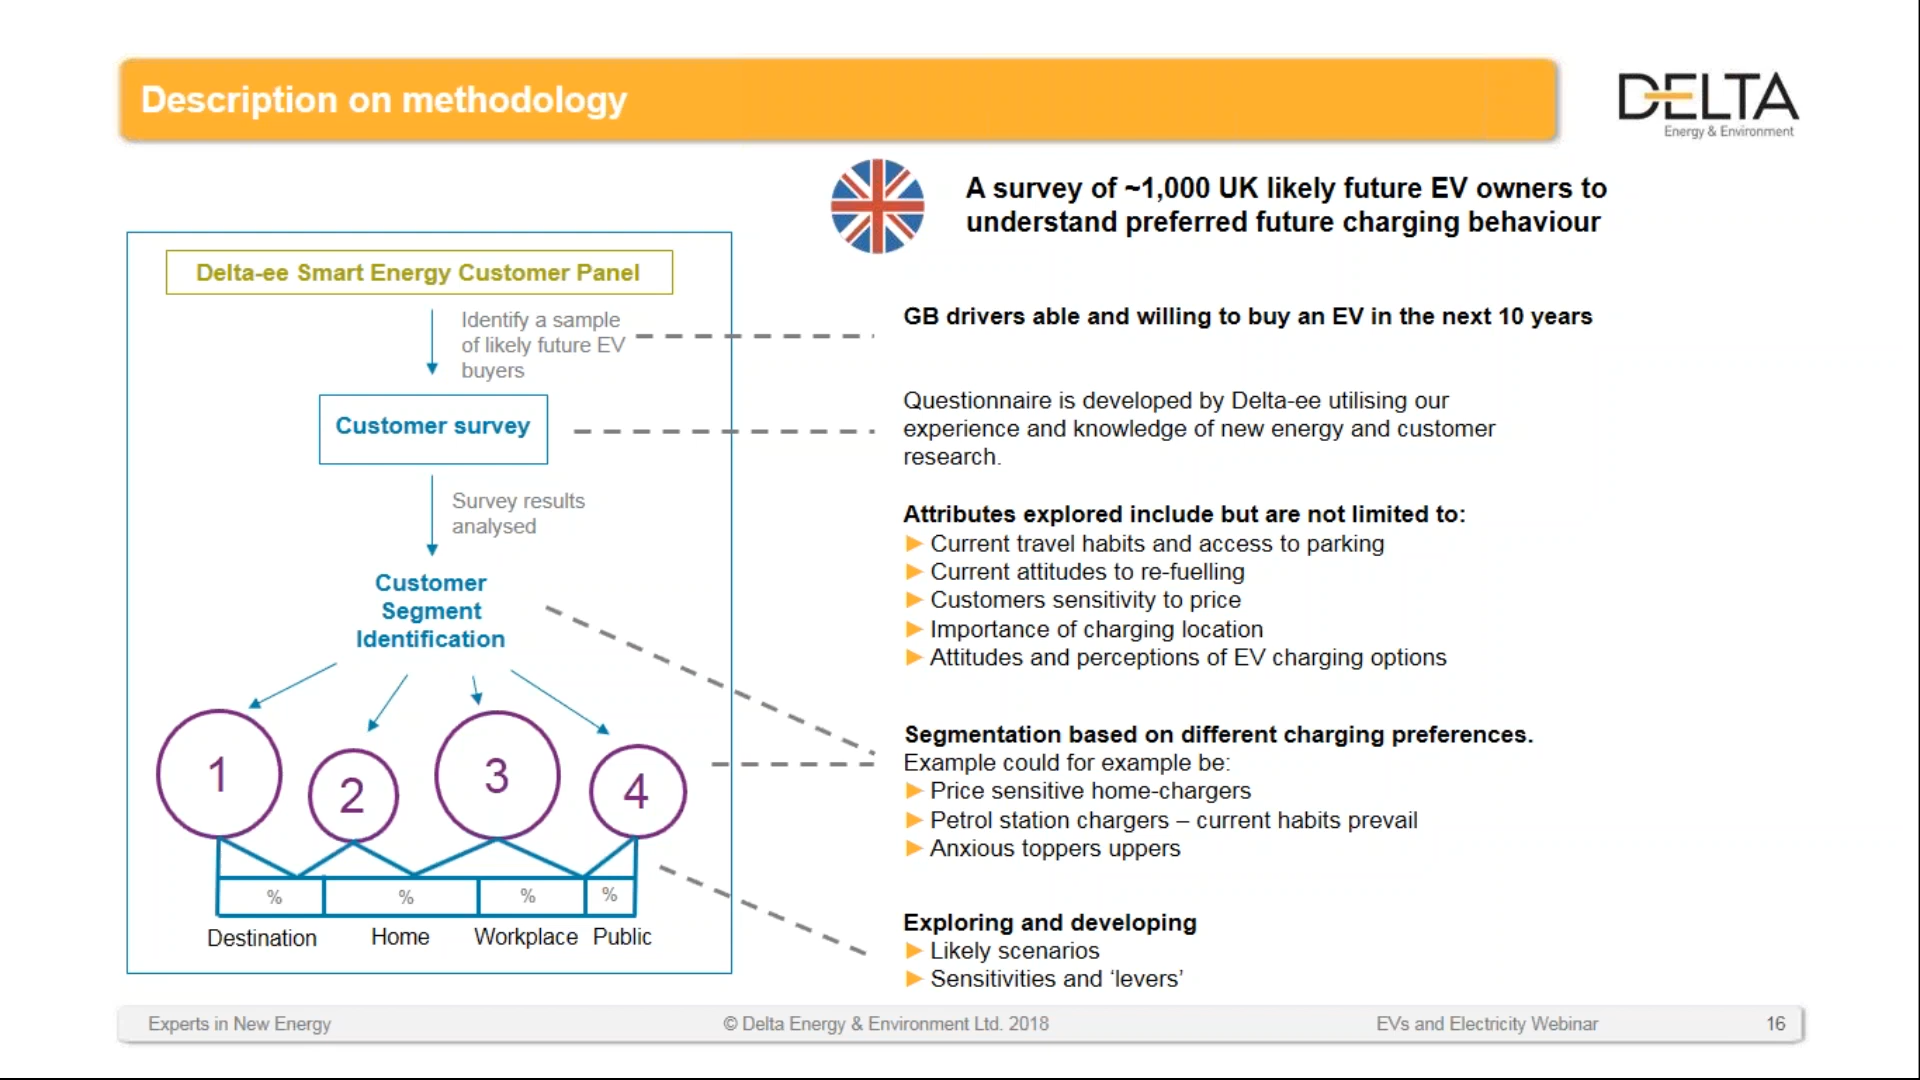 Description on methodology
DELTA
Energy & Environment
A survey of ~1,000 UK likely future EV owners to
understand preferred future charging behaviour
Delta-ee Smart Energy Customer Panel
Identify a sample
of likely future EV
buyers
Customer survey
Survey results
analysed
Customer
Segment
Identification
1
2
3
4
%
%
%
%
Destination
Home
Workplace
Public
GB drivers able and willing to buy an EV in the next 10 years
Questionnaire is developed by Delta-ee utilising our
experience and knowledge of new energy and customer
research.
Attributes explored include but are not limited to:
Current travel habits and access to parking
Current attitudes to re-fuelling
Customers sensitivity to price
Importance of charging location
Attitudes and perceptions of EV charging options
Segmentation based on different charging preferences.
Example could for example be:
Price sensitive home-chargers
Petrol station chargers – current habits prevail
Anxious toppers uppers
Exploring and developing
Likely scenarios
Sensitivities and ‘levers’
Experts in New Energy
© Delta Energy & Environment Ltd. 2018
EVs and Electricity Webinar
16